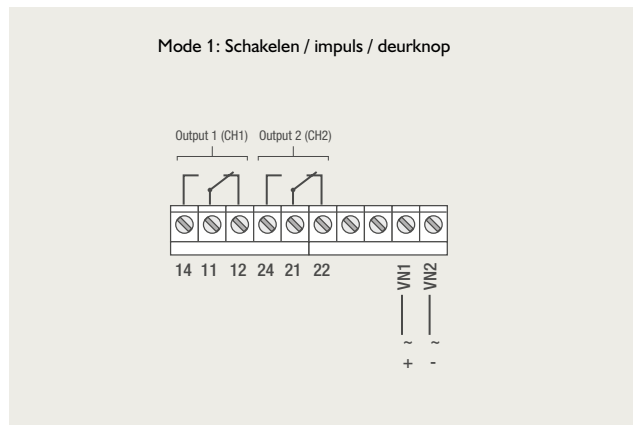 Mode 1: Schakelen / impuls / deurknop
Output 1 (CH1) Output 2 (CH2)
14 11 12 24 21 22 VN1 VN2
~ ~
+ -